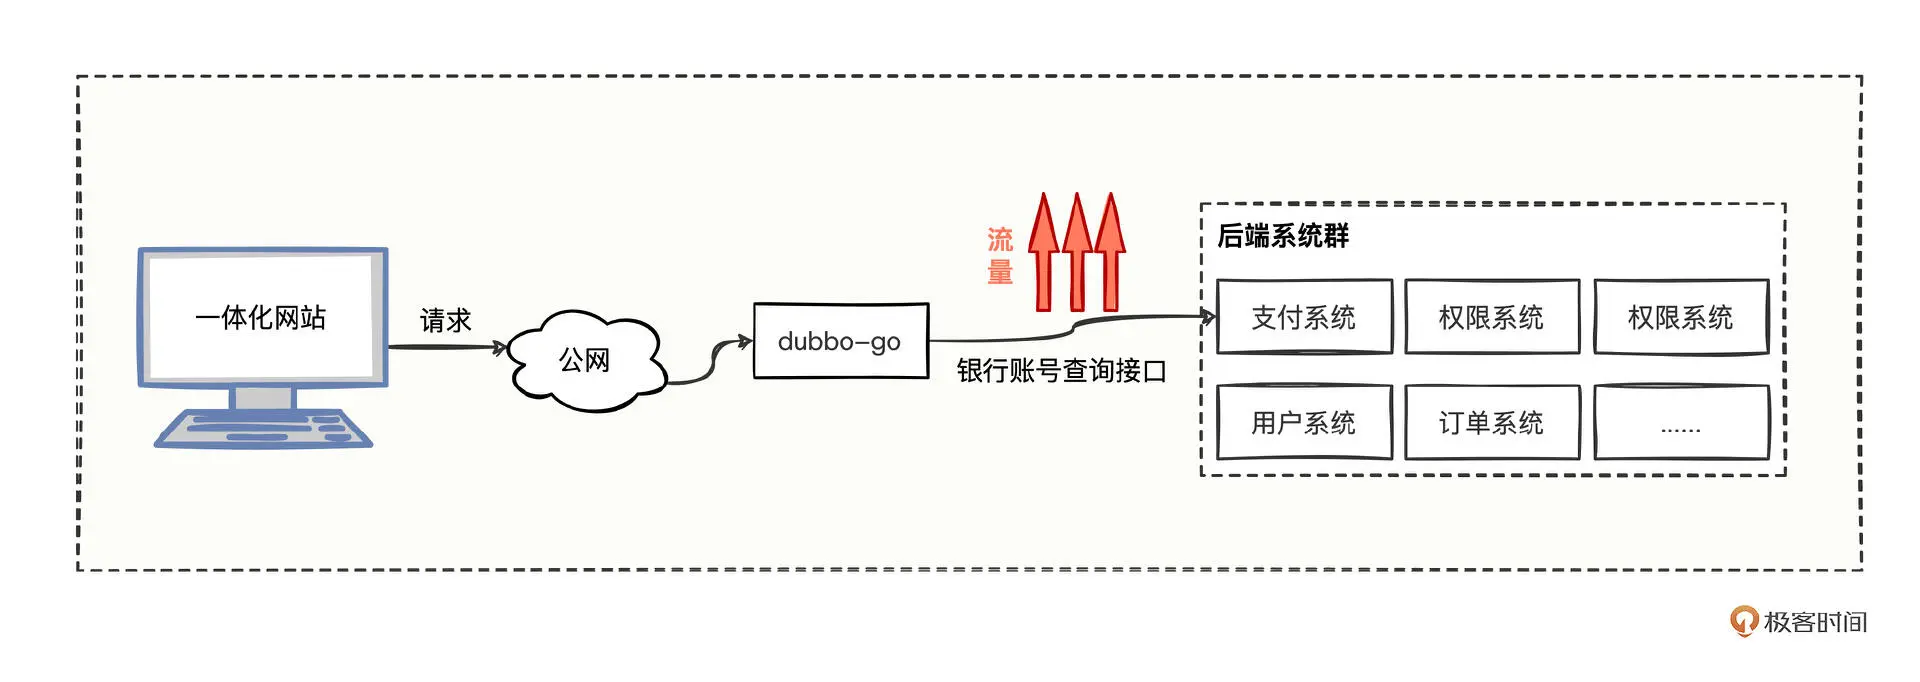 一体化网站
请求
公网
dubbo-go
流量
银行账号查询接口
后端系统群
支付系统
权限系统
权限系统
用户系统
订单系统
......
极客时间